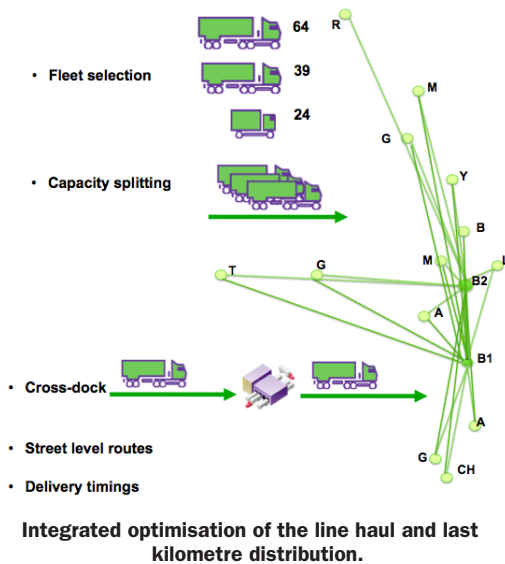 64
R
• Fleet selection
39
M
24
G
• Capacity splitting
Y
B
M
L
T
G
B2
A
B1
• Cross-dock
A
G
CH
• Street level routes
• Delivery timings
Integrated optimisation of the line haul and last
kilometre distribution.